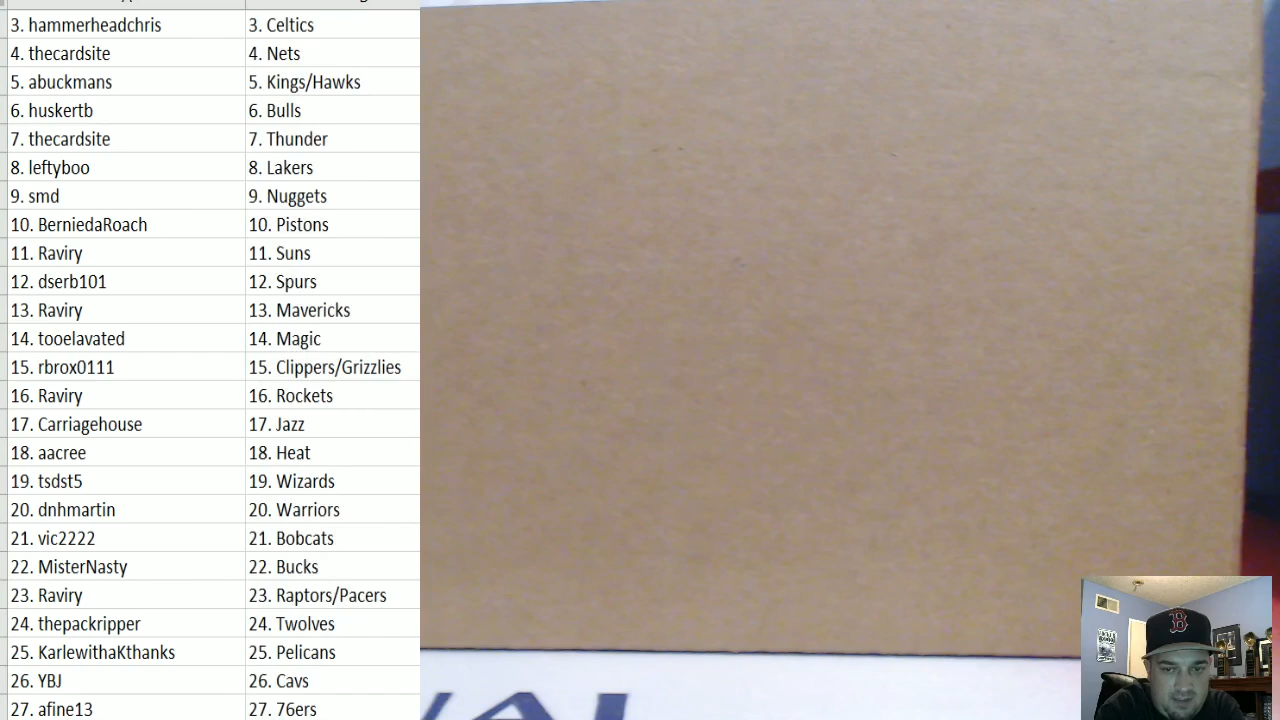 3. hammerheadchris 3. Celtics
4. thecardsite 4. Nets
5. abuckmans 5. Kings/Hawks
6. huskertb 6. Bulls
7. thecardsite 7. Thunder
8. leftyboo 8. Lakers
9. smd 9. Nuggets
10. BerniedaRoach 10. Pistons
11. Raviry 11. Suns
12. dserb101 12. Spurs
13. Raviry 13. Mavericks
14. tooelavated 14. Magic
15. rbrox0111 15. Clippers/Grizzlies
16. Raviry 16. Rockets
17. Carriagehouse 17. Jazz
18. aacree 18. Heat
19. tsdst5 19. Wizards
20. dnhmartin 20. Warriors
21. vic2222 21. Bobcats
22. MisterNasty 22. Bucks
23. Raviry 23. Raptors/Pacers
24. thepackripper 24. Twolves
25. KarlewithaKthanks 25. Pelicans
26. YBJ 26. Cavs
27. afine13 27. 76ers
B